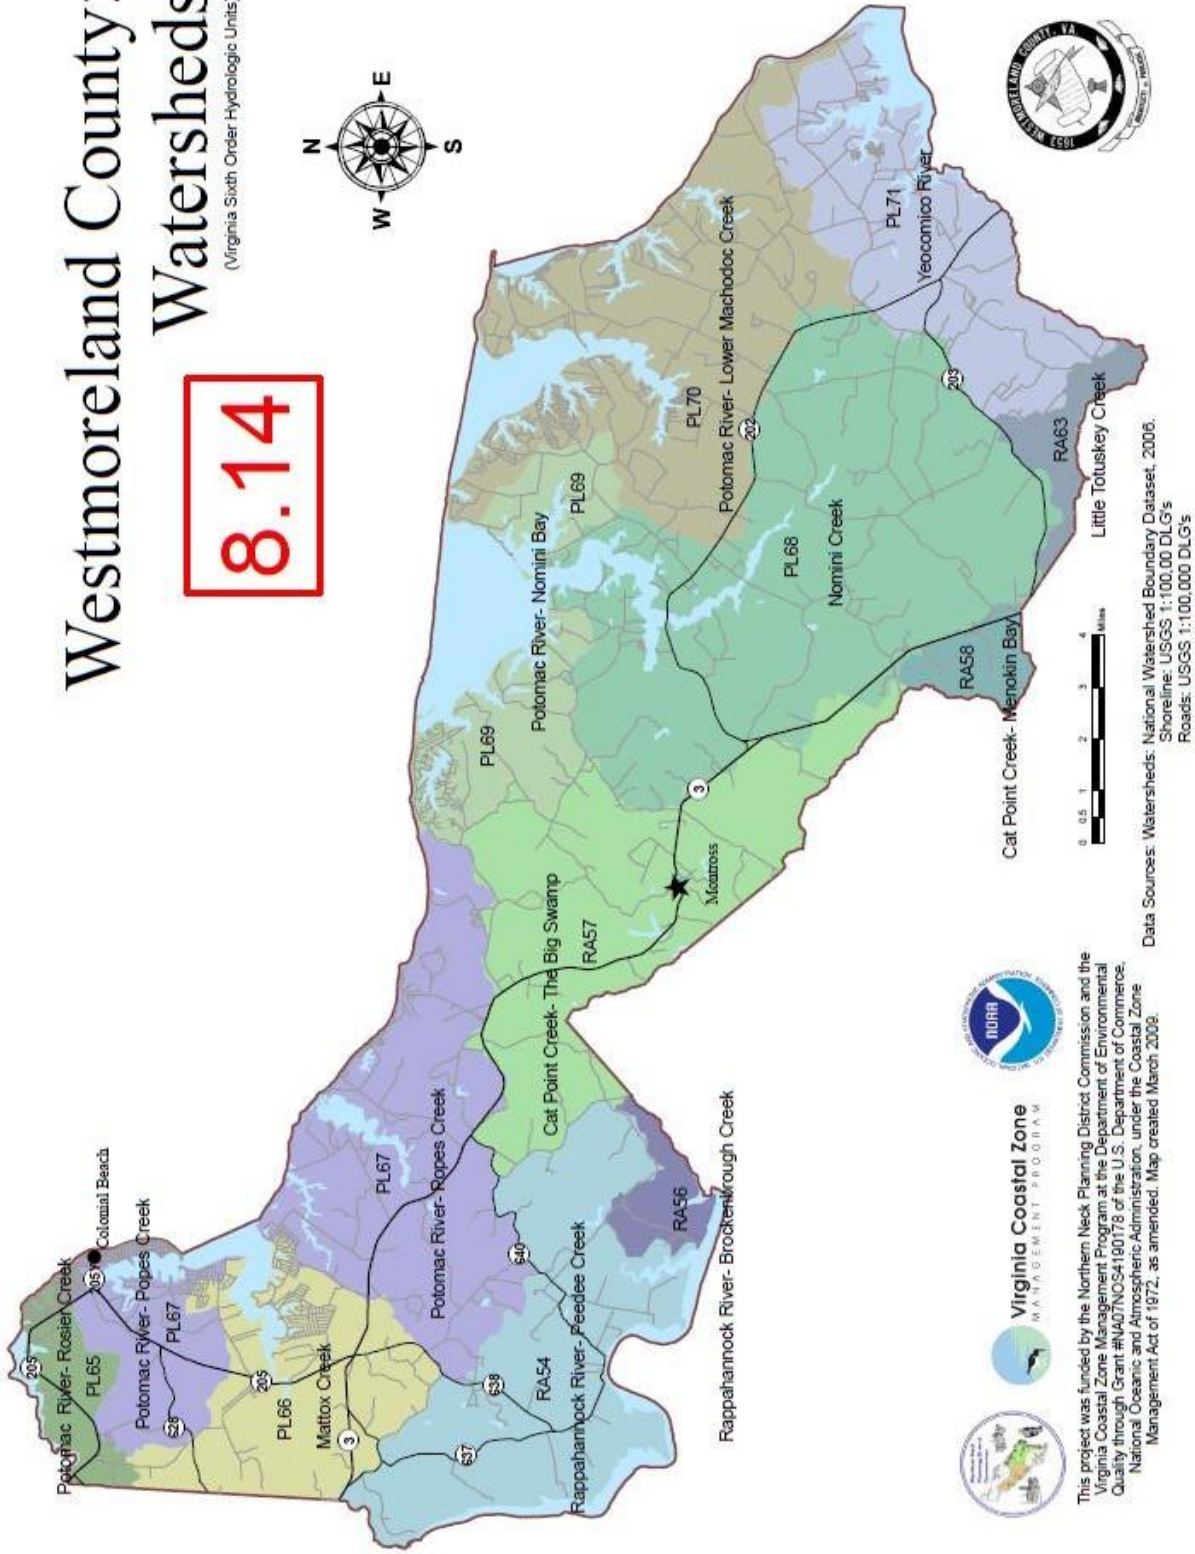 Westmoreland County:
Watersheds
(Virginia Sixth Order Hydrologic Units)
8.14
N
W
E
S
Potomac River- Rosier Creek
205
PL65
205Y
Colonial Beach
Potomac River- Popes Creek
PL67
628
205
PL66
Mattox Creek
3
PL67
Potomac River- Popes Creek
637
638
640
RA54
Rappahannock River- Peedee Creek
RA56
Rappahannock River- Brockenbrough Creek
Cat Point Creek- The Big Swamp
RA57
Montross
3
PL69
Potomac River- Nomini Bay
PL69
PL68
Nomini Creek
PL70
Potomac River- Lower Machodoc Creek
202
PL71
Yeocomico River
203
RA63
Little Totuskey Creek
RA58
Cat Point Creek- Menokin Bay
0 0.5 1 2 3 4
Miles
1653 WESTMORELAND COUNTY, VA.
Virginia Coastal Zone
MANAGEMENT PROGRAM
NOAA
This project was funded by the Northern Neck Planning District Commission and the
Virginia Coastal Zone Management Program at the Department of Environmental
Quality through Grant #NA07NOS4190178 of the U.S. Department of Commerce,
National Oceanic and Atmospheric Administration, under the Coastal Zone
Management Act of 1972, as amended. Map created March 2009.
Data Sources: Watersheds: National Watershed Boundary Dataset, 2006.
Shoreline: USGS 1:100,00 DLG's
Roads: USGS 1:100,000 DLG's